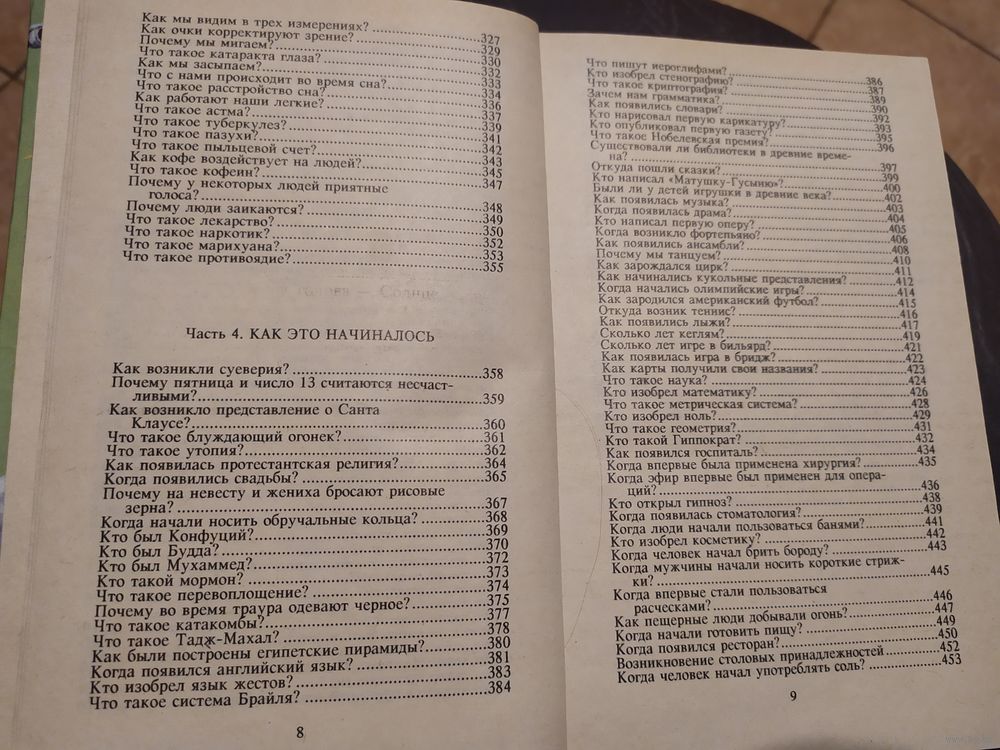 Как мы видим в трех измерениях? 327
Как очки корректируют зрение? 329
Почему мы мигаем? 330
Что такое катаракта глаза? 332
Как мы засыпаем? 333
Что с нами происходит во время сна? 334
Что такое расстройство сна? 336
Как работают наши легкие? 337
Что такое астма? 339
Что такое туберкулез? 341
Что такое пазухи? 342
Что такое пыльцевой счет? 343
Как кофе воздействует на людей? 345
Что такое кофеин? 347
Почему у некоторых людей приятные
голоса? 348
Почему люди заикаются? 349
Что такое лекарство? 350
Что такое наркотик? 352
Что такое марихуана? 353
Что такое противоядие? 355
Часть 4. КАК ЭТО НАЧИНАЛОСЬ
Как возникли суеверия? 358
Почему пятница и число 13 считаются несчаст-
ливыми? 359
Как возникло представление о Санта
Клаусе? 360
Что такое блуждающий огонек? 361
Что такое утопия? 362
Как появилась протестантская религия? 364
Когда появились свадьбы? 365
Почему на невесту и жениха бросают рисовые
зерна? 367
Когда начали носить обручальные кольца? 368
Кто был Конфуций? 369
Кто был Будда? 370
Кто был Мухаммед? 372
Кто такой мормон? 373
Что такое перевоплощение? 374
Почему во время траура одевают черное? 375
Что такое катакомбы? 377
Что такое Тадж-Махал? 378
Как были построены египетские пирамиды? 380
Когда появился английский язык? 381
Кто изобрел язык жестов? 383
Что такое система Брайля? 384
8
Что пишут иероглифами? 386
Кто изобрел стенографию? 387
Что такое криптография? 389
Зачем нам грамматика? 390
Как появились словари? 392
Кто нарисовал первую карикатуру? 393
Кто опубликовал первую газету? 395
Что такое Нобелевская премия? 396
Существовали ли библиотеки в древние време-
на? 397
Откуда пошли сказки? 399
Кто написал «Матушку-Гусыню»? 400
Были ли у детей игрушки в древние века? 402
Как появилась музыка? 403
Когда появилась драма? 404
Кто написал первую оперу? 405
Когда возникло фортепьяно? 406
Как появились ансамбли? 408
Почему мы танцуем? 410
Как зарождался цирк? 411
Как начинались кукольные представления? 412
Когда начались олимпийские игры? 414
Как зародился американский футбол? 415
Откуда возник теннис? 416
Как появились лыжи? 417
Сколько лет кеглям? 419
Сколько лет игре в бильярд? 421
Как появилась игра в бридж? 422
Как карты получили свои названия? 423
Что такое наука? 424
Кто изобрел математику? 426
Что такое метрическая система? 428
Кто изобрел ноль? 429
Что такое геометрия? 431
Кто такой Гиппократ? 432
Как появился госпиталь? 434
Когда впервые была применена хирургия? 435
Когда эфир впервые был применен для опера-
ций? 436
Кто открыл гипноз? 438
Когда появилась стоматология? 439
Когда люди начали пользоваться банями? 441
Кто изобрел косметику? 442
Когда человек начал брить бороду? 443
Когда мужчины начали носить короткие стриж-
ки? 445
Когда впервые стали пользоваться
расческами? 446
Как пещерные люди добывали огонь? 447
Когда начали готовить пищу? 449
Когда появился ресторан? 450
Возникновение столовых принадлежностей 452
Когда человек начал употреблять соль? 453
9